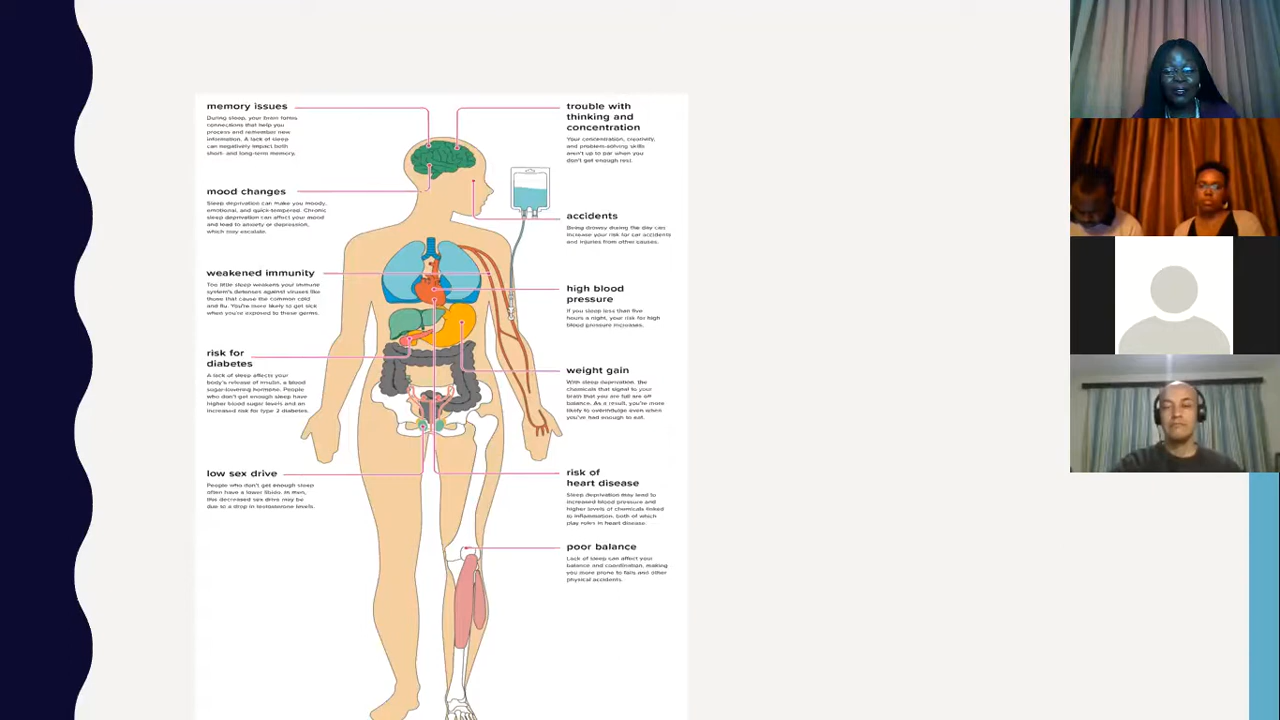 memory issues
During sleep, your brain forms
connections that help you
process and remember new
information. A lack of sleep
can negatively impact both
short- and long-term memory.
mood changes
Sleep deprivation can make you moody,
emotional, and quick-tempered. Chronic
sleep deprivation can affect your mood
and lead to anxiety or depression,
which may escalate.
weakened immunity
Too little sleep weakens your immune
system's defenses against viruses like
those that cause the common cold
and flu. You're more likely to get sick
when you're exposed to these germs.
risk for
diabetes
A lack of sleep affects your
body's release of insulin, a blood
sugar-lowering hormone. People
who don't get enough sleep have
higher blood sugar levels and an
increased risk for type 2 diabetes.
low sex drive
People who don't get enough sleep
often have a lower libido. In men,
this decreased sex drive may be
due to a drop in testosterone levels.
trouble with
thinking and
concentration
Your concentration, creativity,
and problem-solving skills
aren't up to par when you
don't get enough rest.
accidents
Being drowsy during the day can
increase your risk for car accidents
and injuries from other causes.
high blood
pressure
If you sleep less than five
hours a night, your risk for high
blood pressure increases.
weight gain
With sleep deprivation, the
chemicals that signal to your
brain that you are full are off
balance. As a result, you're more
likely to overindulge even when
you've had enough to eat.
risk of
heart disease
Sleep deprivation may lead to
increased blood pressure and
higher levels of chemicals linked
to inflammation, both of which
play roles in heart disease.
poor balance
Lack of sleep can affect your
balance and coordination, making
you more prone to falls and other
physical accidents.